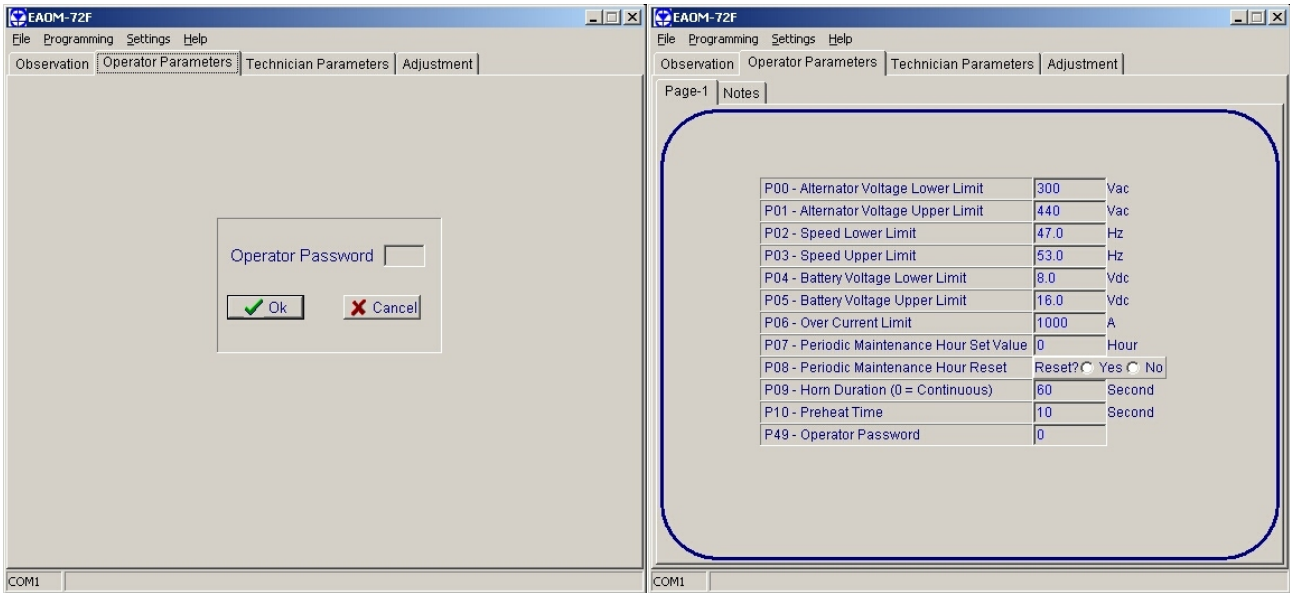 EAOM-72F
File Programming Settings Help
Observation Operator Parameters Technician Parameters Adjustment
Operator Password
Ok Cancel
COM1
EAOM-72F
File Programming Settings Help
Observation Operator Parameters Technician Parameters Adjustment
Page-1 Notes
P00 - Alternator Voltage Lower Limit 300 Vac
P01 - Alternator Voltage Upper Limit 440 Vac
P02 - Speed Lower Limit 47.0 Hz
P03 - Speed Upper Limit 53.0 Hz
P04 - Battery Voltage Lower Limit 8.0 Vdc
P05 - Battery Voltage Upper Limit 16.0 Vdc
P06 - Over Current Limit 1000 A
P07 - Periodic Maintenance Hour Set Value 0 Hour
P08 - Periodic Maintenance Hour Reset Reset? Yes No
P09 - Horn Duration (0 = Continuous) 60 Second
P10 - Preheat Time 10 Second
P49 - Operator Password 0
COM1